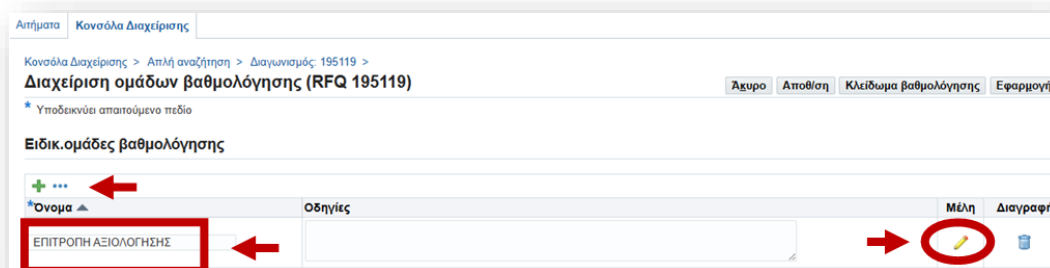 Αιτήματα Κονσόλα Διαχείρισης
Κονσόλα Διαχείρισης > Απλή αναζήτηση > Διαγωνισμός: 195119 >
Διαχείριση ομάδων βαθμολόγησης (RFQ 195119)
Άκυρο Αποθ/ση Κλείδωμα βαθμολόγησης Εφαρμογή
* Υποδεικνύει απαιτούμενο πεδίο
Ειδικ.ομάδες βαθμολόγησης
*Όνομα Οδηγίες Μέλη Διαγραφή
ΕΠΙΤΡΟΠΗ ΑΞΙΟΛΟΓΗΣΗΣ